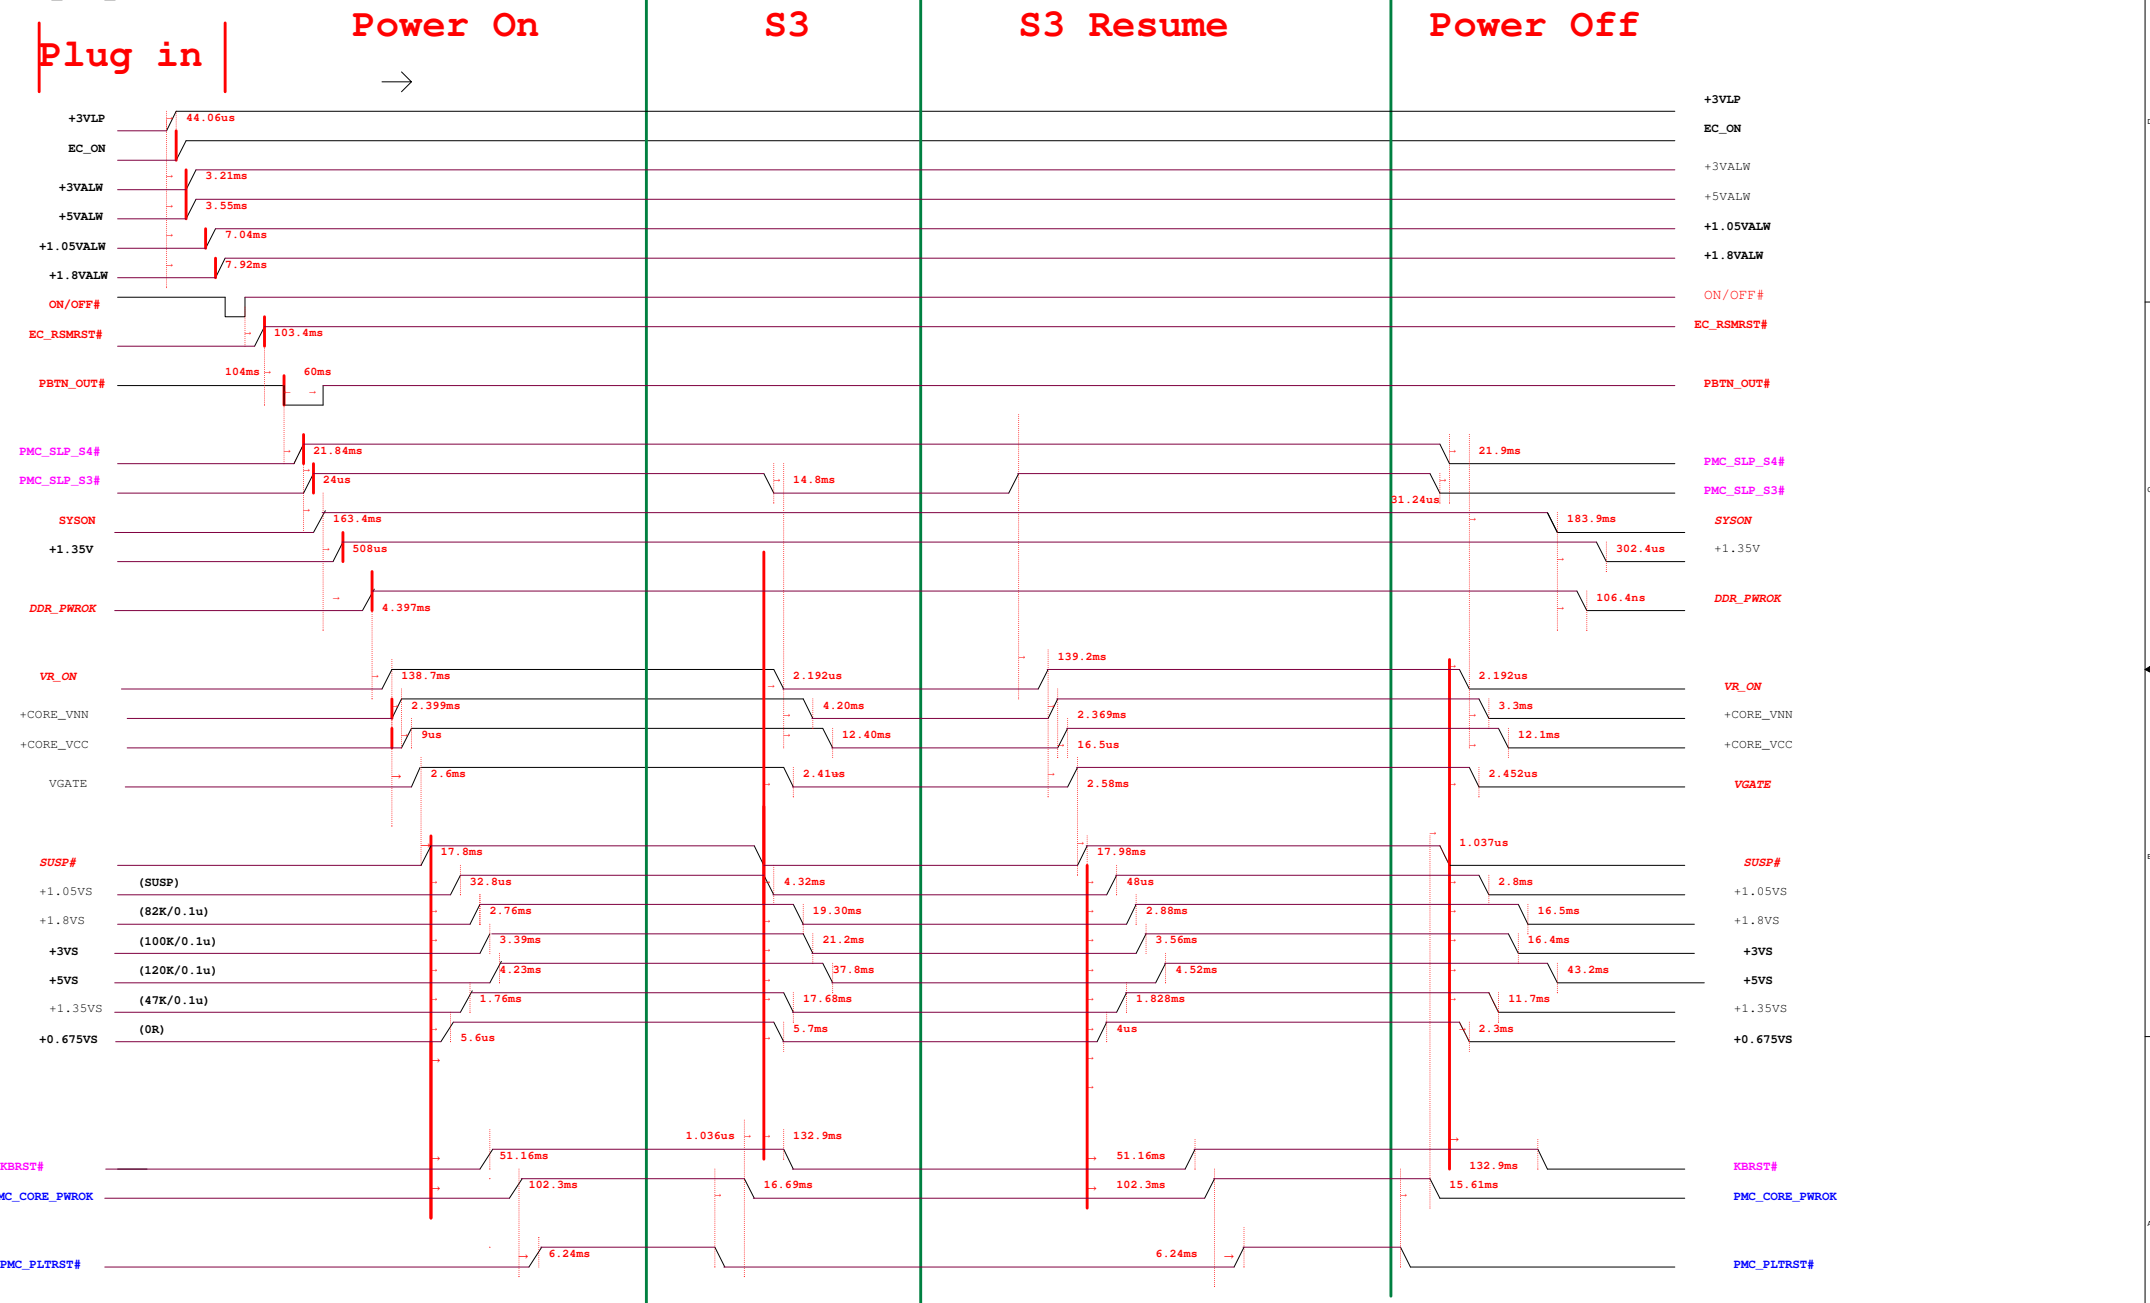 Power On S3 S3 Resume Power Off
Plug in
+3VLP 44.06us +3VLP
EC_ON EC_ON
+3VALW 3.21ms +3VALW
+5VALW 3.55ms +5VALW
+1.05VALW 7.04ms +1.05VALW
+1.8VALW 7.92ms +1.8VALW
ON/OFF# ON/OFF#
EC_RSMRST# 103.4ms EC_RSMRST#
104ms 60ms
PBTN_OUT# PBTN_OUT#
PMC_SLP_S4# 21.84ms 21.9ms PMC_SLP_S4#
PMC_SLP_S3# 24us 14.8ms 31.24us PMC_SLP_S3#
SYSON 163.4ms 183.9ms SYSON
+1.35V 508us 302.4us +1.35V
DDR_PWROK 4.397ms 106.4ns DDR_PWROK
139.2ms
VR_ON 138.7ms 2.192us 2.192us VR_ON
+CORE_VNN 2.399ms 4.20ms 2.369ms 3.3ms +CORE_VNN
+CORE_VCC 9us 12.40ms 16.5us 12.1ms +CORE_VCC
VGATE 2.6ms 2.41us 2.58ms 2.452us VGATE
SUSP# 17.8ms 17.98ms 1.037us SUSP#
+1.05VS (SUSP) 32.8us 4.32ms 48us 2.8ms +1.05VS
+1.8VS (82K/0.1u) 2.76ms 19.30ms 2.88ms 16.5ms +1.8VS
+3VS (100K/0.1u) 3.39ms 21.2ms 3.56ms 16.4ms +3VS
+5VS (120K/0.1u) 4.23ms 37.8ms 4.52ms 43.2ms +5VS
+1.35VS (47K/0.1u) 1.76ms 17.68ms 1.828ms 11.7ms +1.35VS
+0.675VS (0R) 5.6us 5.7ms 4us 2.3ms +0.675VS
1.036us 132.9ms
KBRST# 51.16ms 51.16ms 132.9ms KBRST#
MC_CORE_PWROK 102.3ms 16.69ms 102.3ms 15.61ms PMC_CORE_PWROK
PMC_PLTRST# 6.24ms 6.24ms PMC_PLTRST#